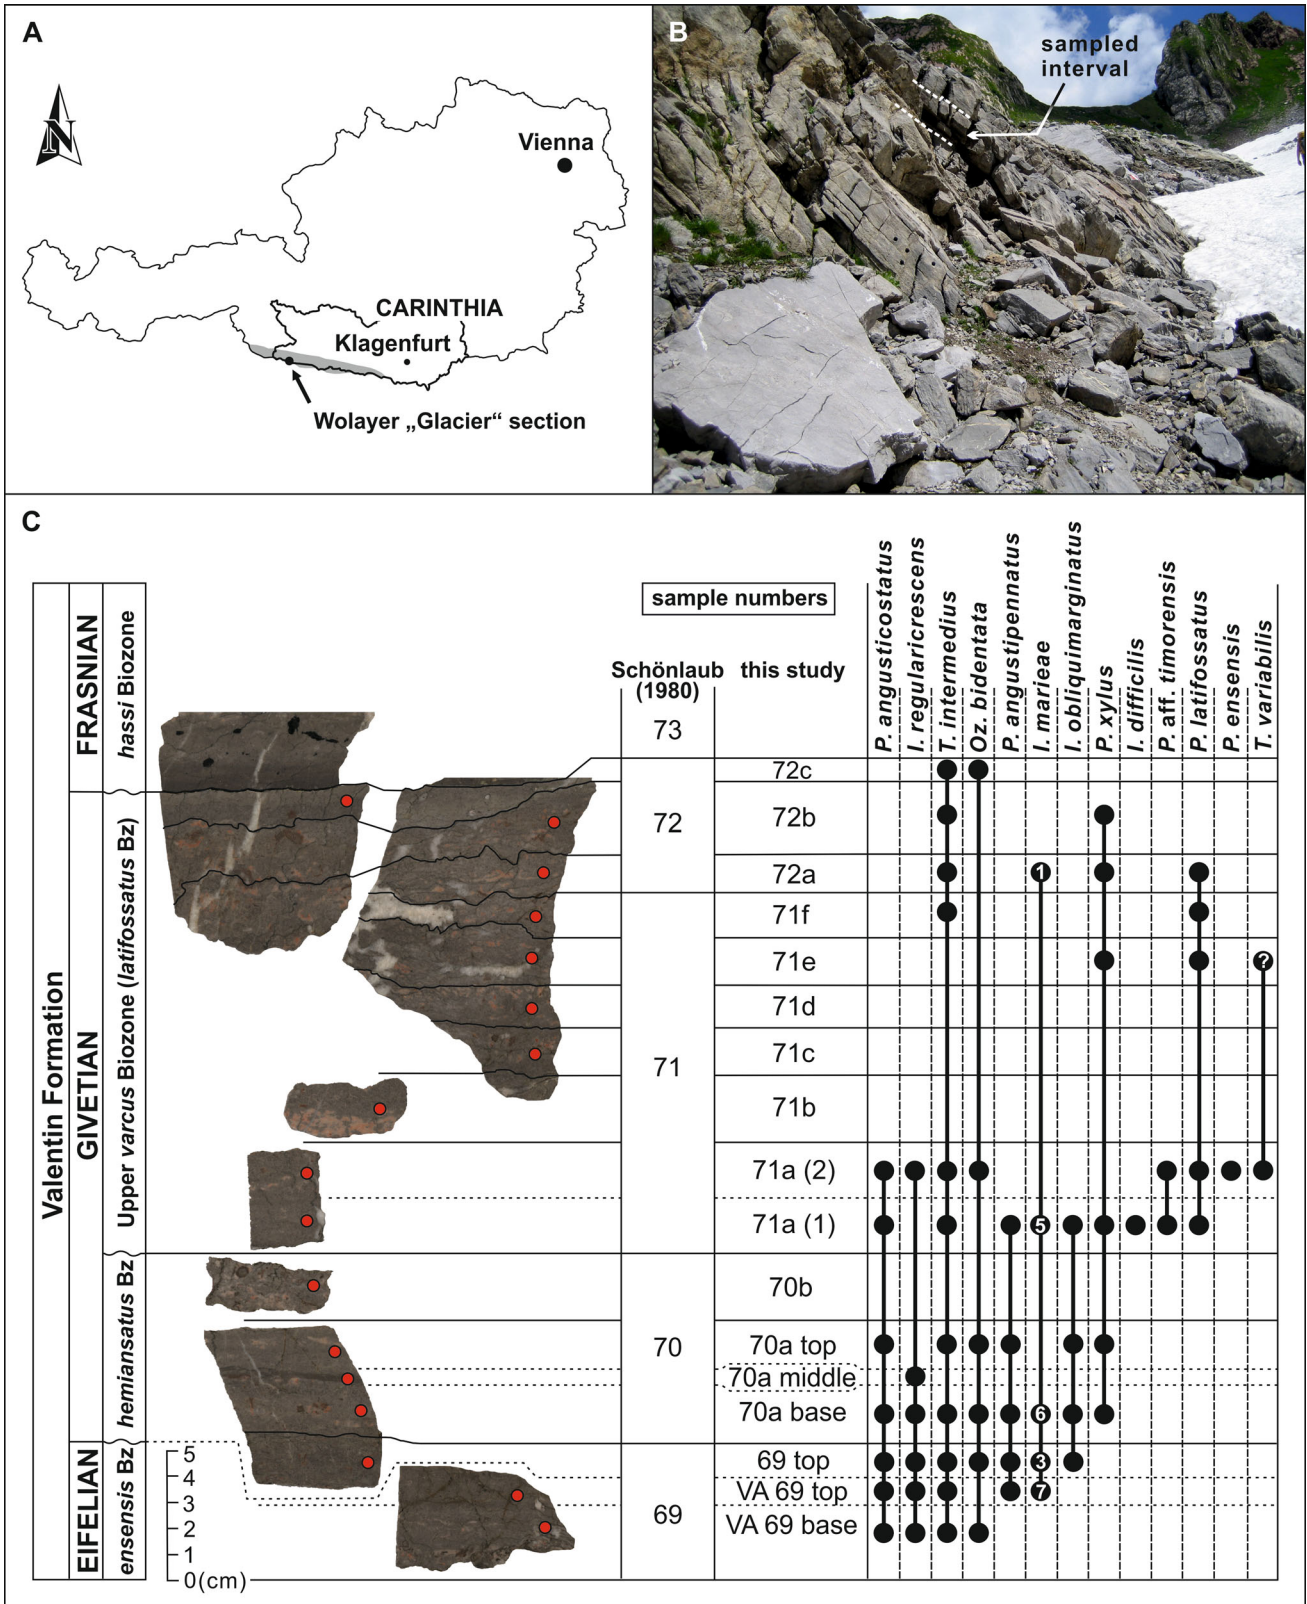 A
N
Vienna
CARINTHIA
Klagenfurt
Wolayer „Glacier“ section
B
sampled
interval
C
Valentin Formation
FRASNIAN
GIVETIAN
EIFELIAN
hassi Biozone
Upper varcus Biozone (latifossatus Bz)
hemiansatus Bz
ensensis Bz
5
4
3
2
1
0(cm)
sample numbers
Schönlaub
(1980)
this study
73
72
71
70
69
72c
72b
72a
71f
71e
71d
71c
71b
71a (2)
71a (1)
70b
70a top
70a middle
70a base
69 top
VA 69 top
VA 69 base
P. angusticostatus
I. regularicrescens
T. intermedius
Oz. bidentata
P. angustipennatus
I. marieae
I. obliquimarginatus
P. xylus
I. difficilis
P. aff. timorensis
P. latifossatus
P. ensensis
T. variabilis
1
?
5
6
3
7